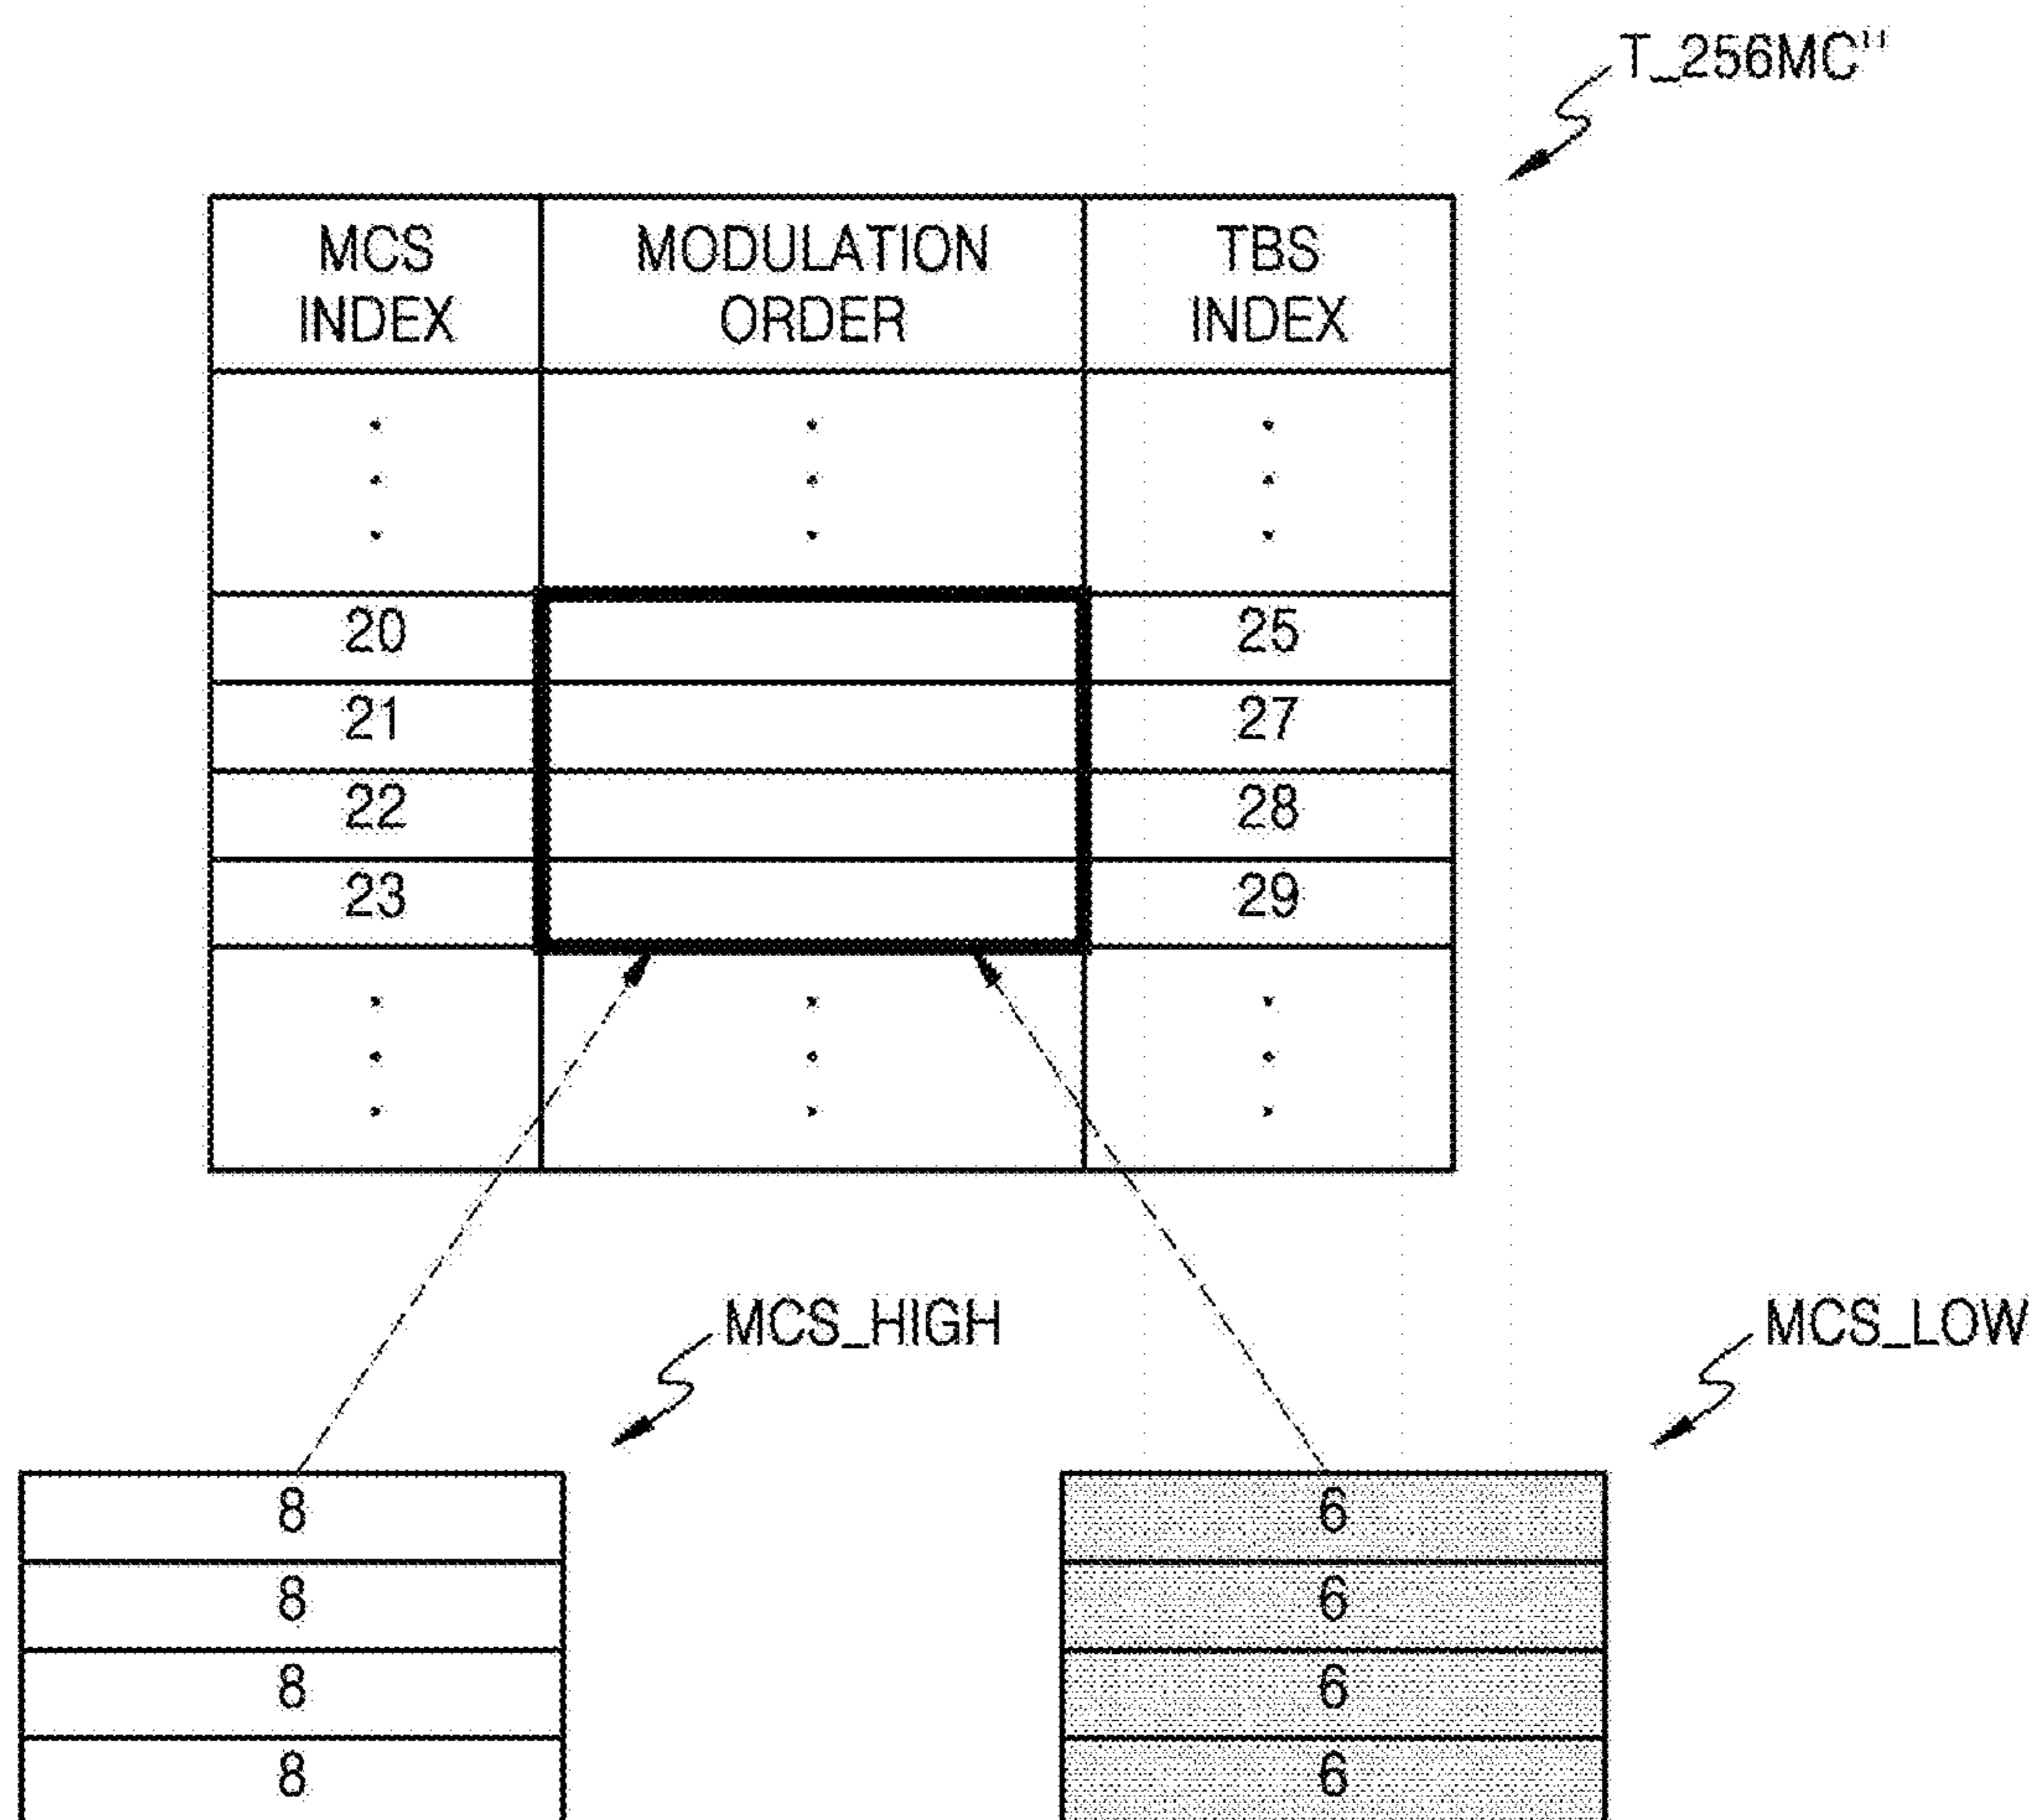 T_256MC"
MCS MODULATION TBS
INDEX ORDER INDEX
20 25
21 27
22 28
23 29
MCS_HIGH MCS_LOW
8 6
8 6
8 6
8 6